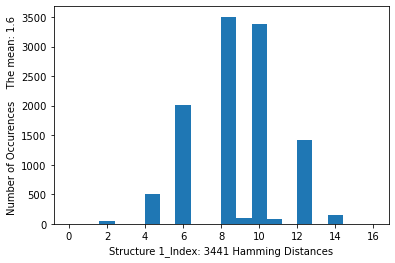 3500
3000
2500
2000
1500
1000
500
0
0 2 4 6 8 10 12 14 16
Number of Occurences    The mean: 1.6
Structure 1_Index: 3441 Hamming Distances